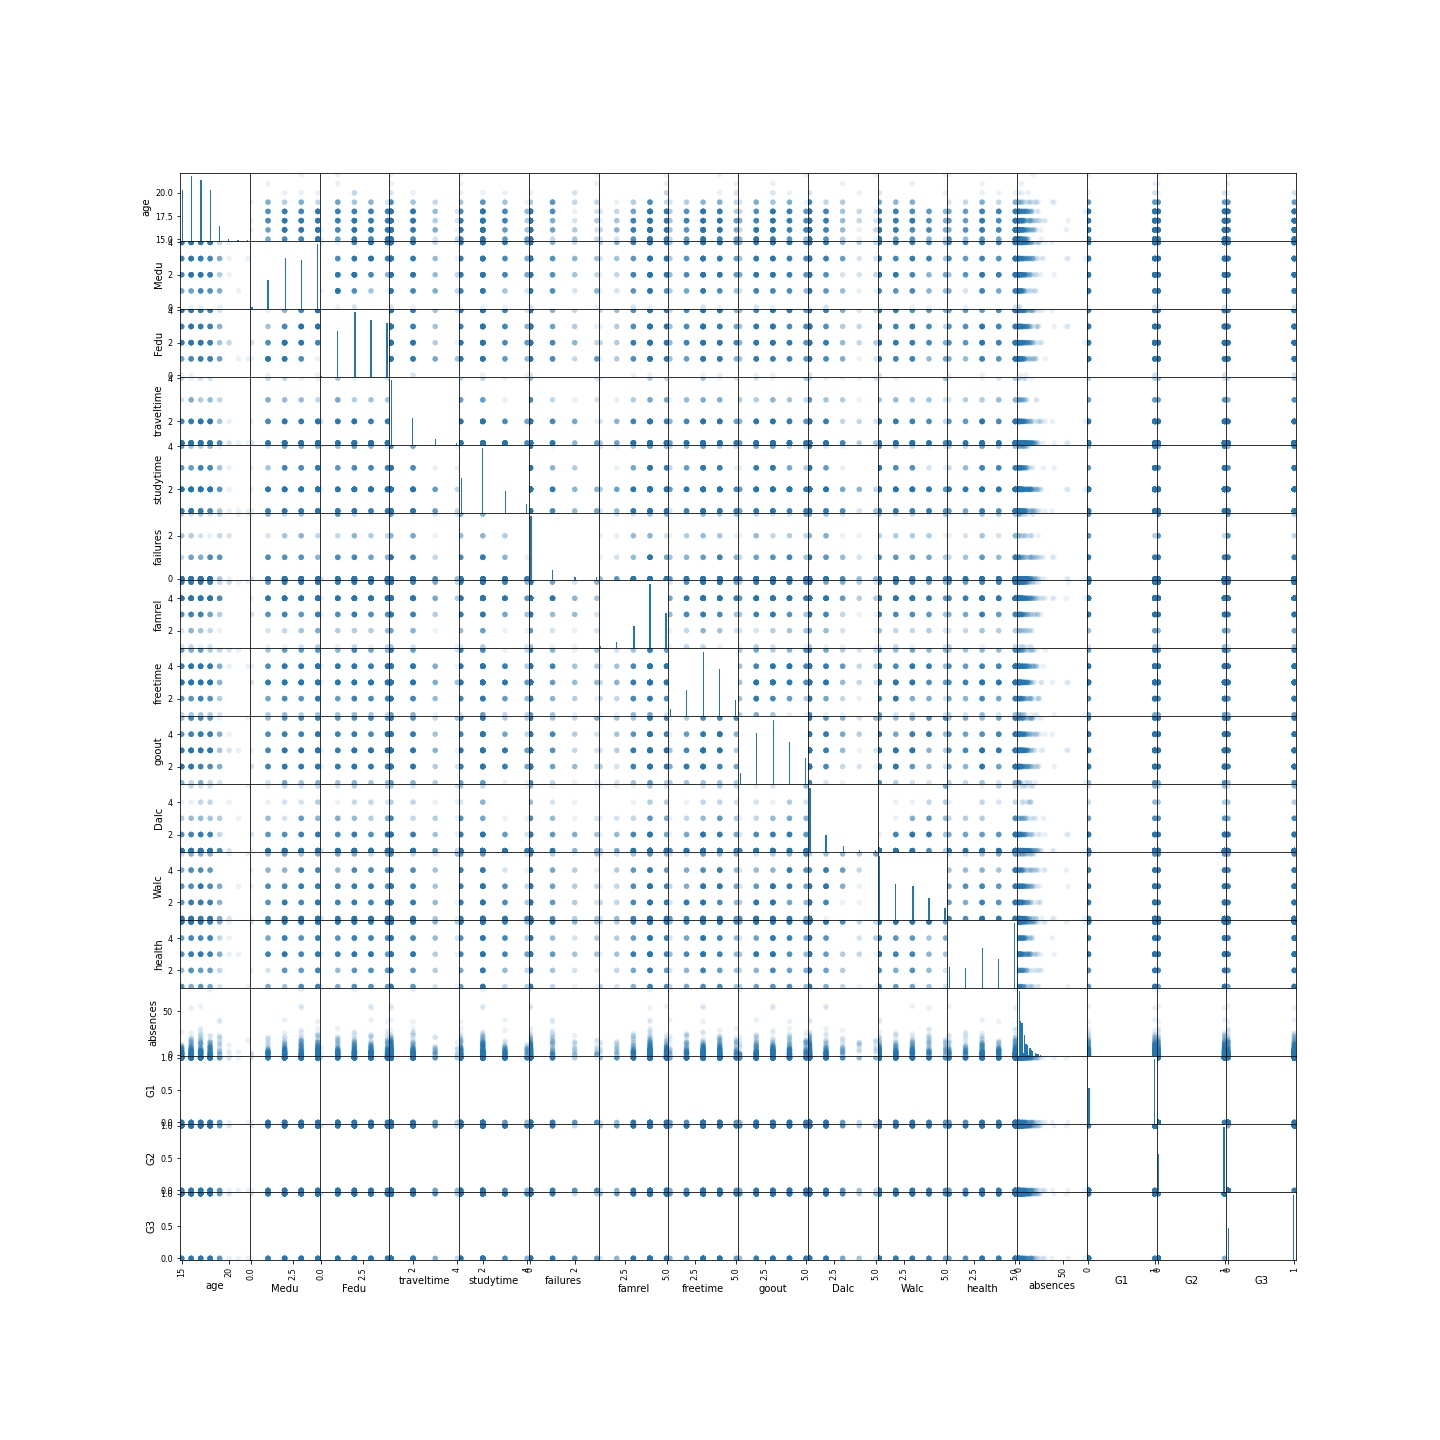 age
20.0
17.5
15.0
Medu
4
2
0
Fedu
4
2
0
traveltime
4
2
studytime
4
2
failures
2
0
famrel
4
2
freetime
4
2
goout
4
2
Dalc
4
2
Walc
4
2
health
4
2
absences
50
0
G1
1.0
0.5
0.0
G2
1.0
0.5
0.0
G3
1.0
0.5
0.0
15 20 0.0 2.5 0.0 2.5 2 4 2 4 0 2 2.5 5.0 2.5 5.0 2.5 5.0 2.5 5.0 2.5 5.0 2.5 5.0 0 50 0 1 0 1 0 1
age Medu Fedu traveltime studytime failures famrel freetime goout Dalc Walc health absences G1 G2 G3